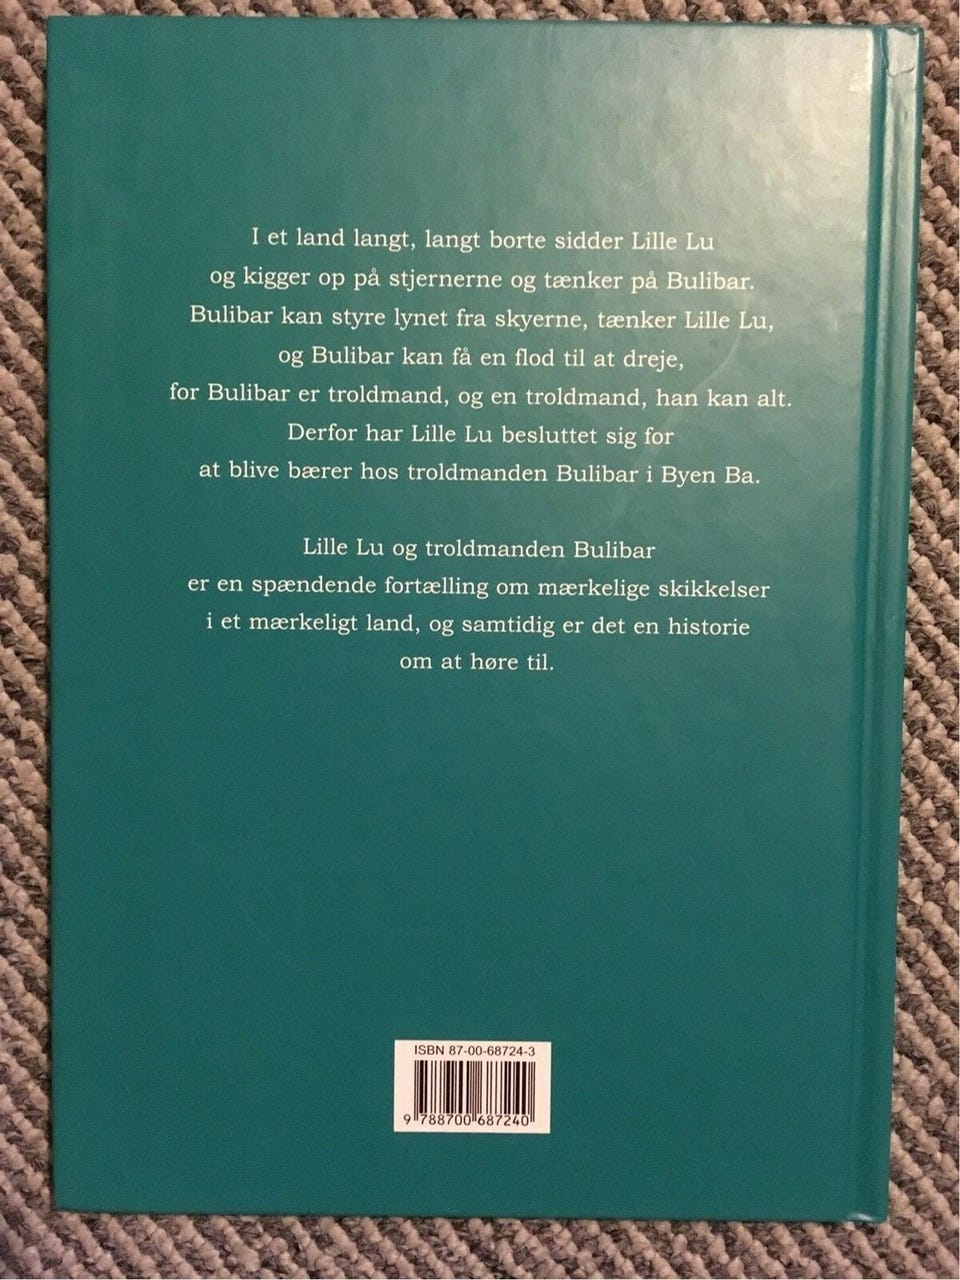 I et land langt, langt borte sidder Lille Lu
og kigger op på stjernerne og tænker på Bulibar.
Bulibar kan styre lynet fra skyerne, tænker Lille Lu,
og Bulibar kan få en flod til at dreje,
for Bulibar er troldmand, og en troldmand, han kan alt.
Derfor har Lille Lu besluttet sig for
at blive bærer hos troldmanden Bulibar i Byen Ba.
Lille Lu og troldmanden Bulibar
er en spændende fortælling om mærkelige skikkelser
i et mærkeligt land, og samtidig er det en historie
om at høre til.
ISBN 87-00-68724-3
9 788700 687240